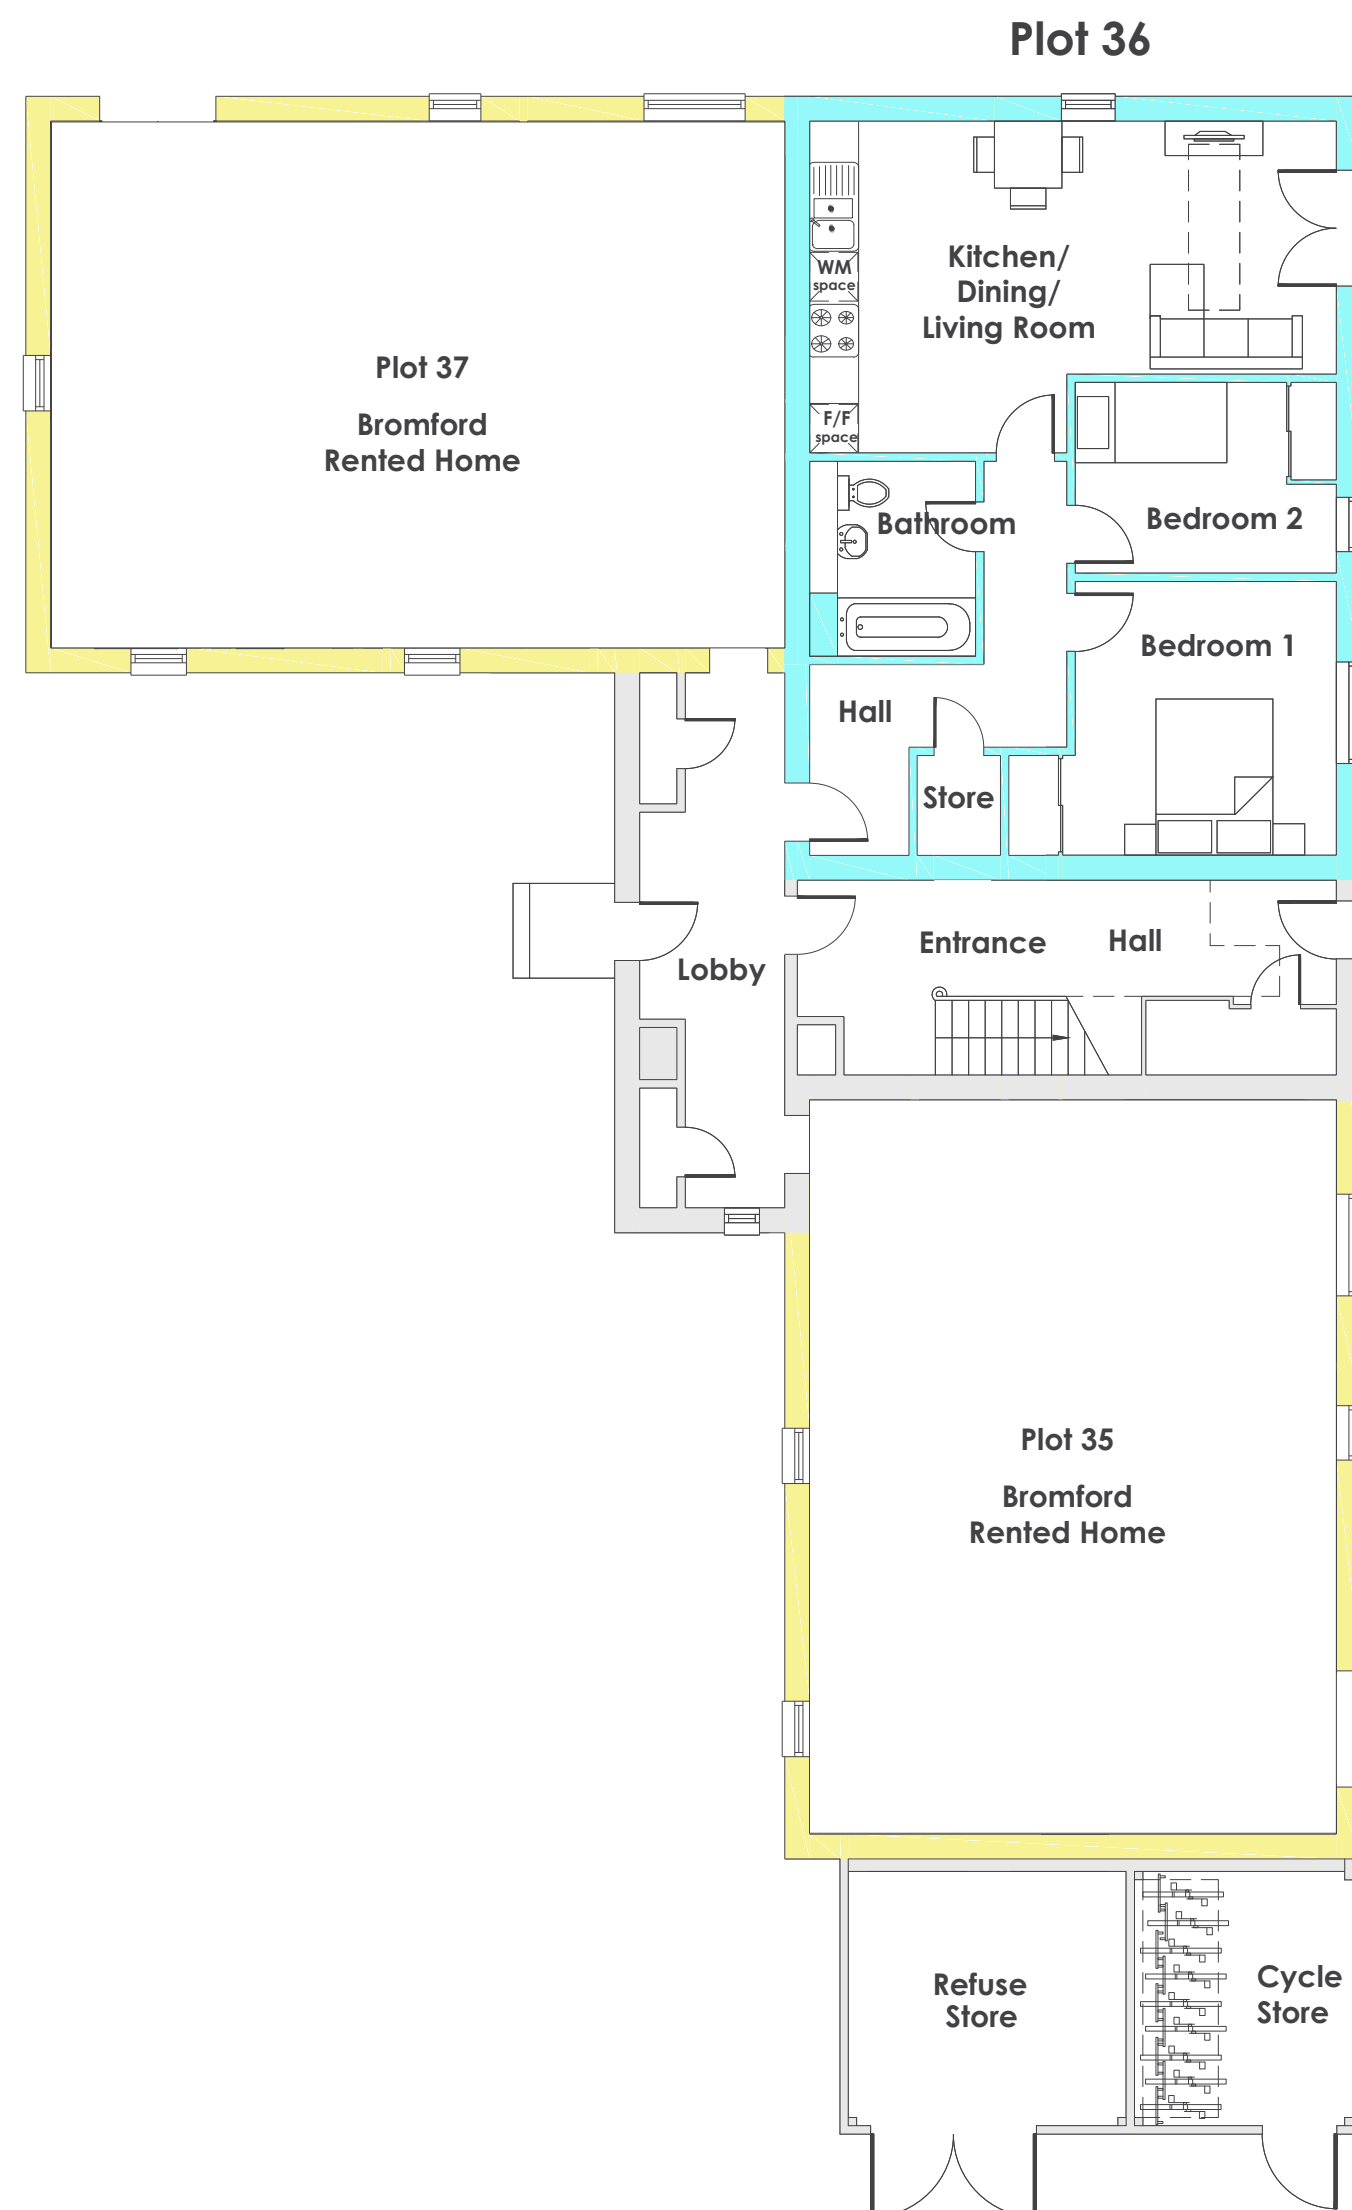 Plot 36
Kitchen/
Dining/
Living Room
WM
space
F/F
space
Plot 37
Bromford
Rented Home
Bathroom
Bedroom 2
Bedroom 1
Hall
Store
Entrance Hall
Lobby
Plot 35
Bromford
Rented Home
Refuse
Store
Cycle
Store